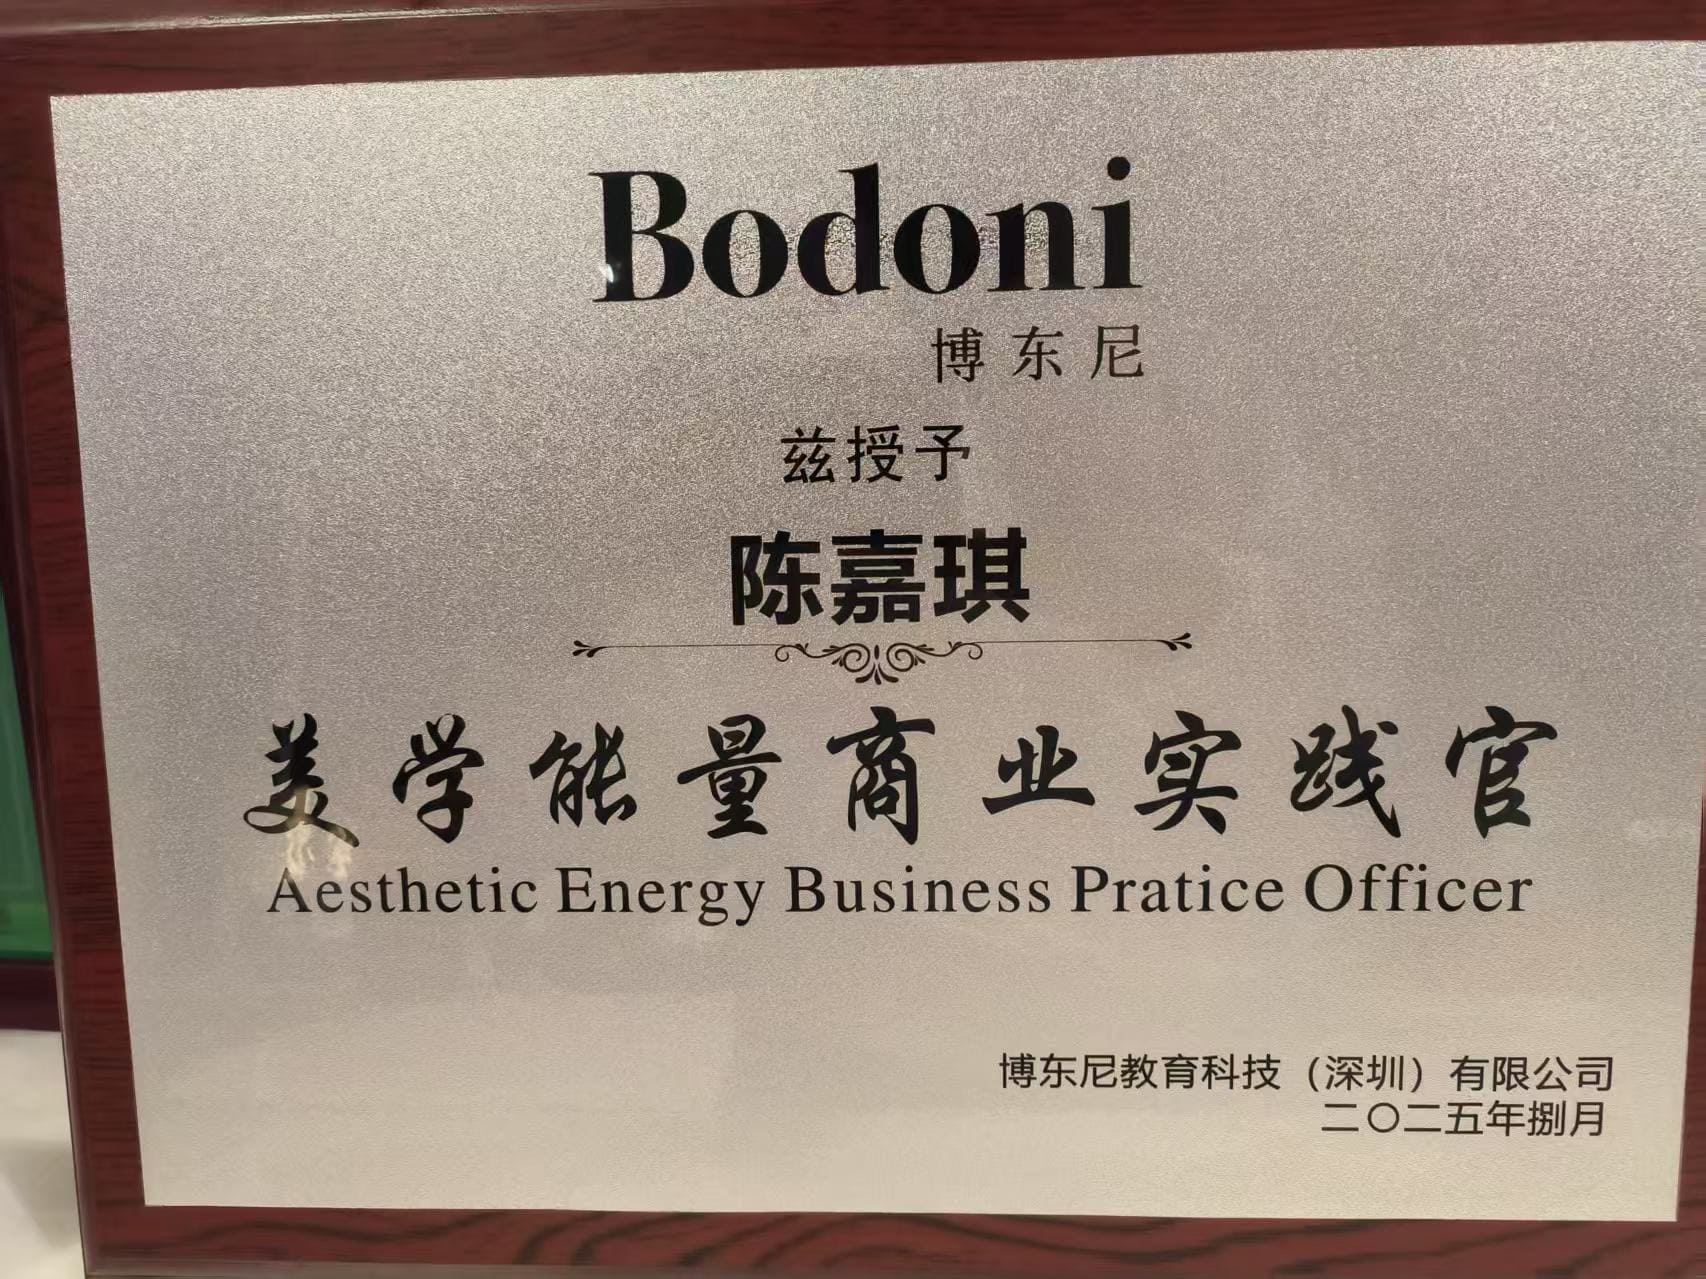 Bodoni
博东尼
兹授予
陈嘉琪
美学能量商业实践官
Aesthetic Energy Business Pratice Officer
博东尼教育科技（深圳）有限公司
二〇二五年捌月